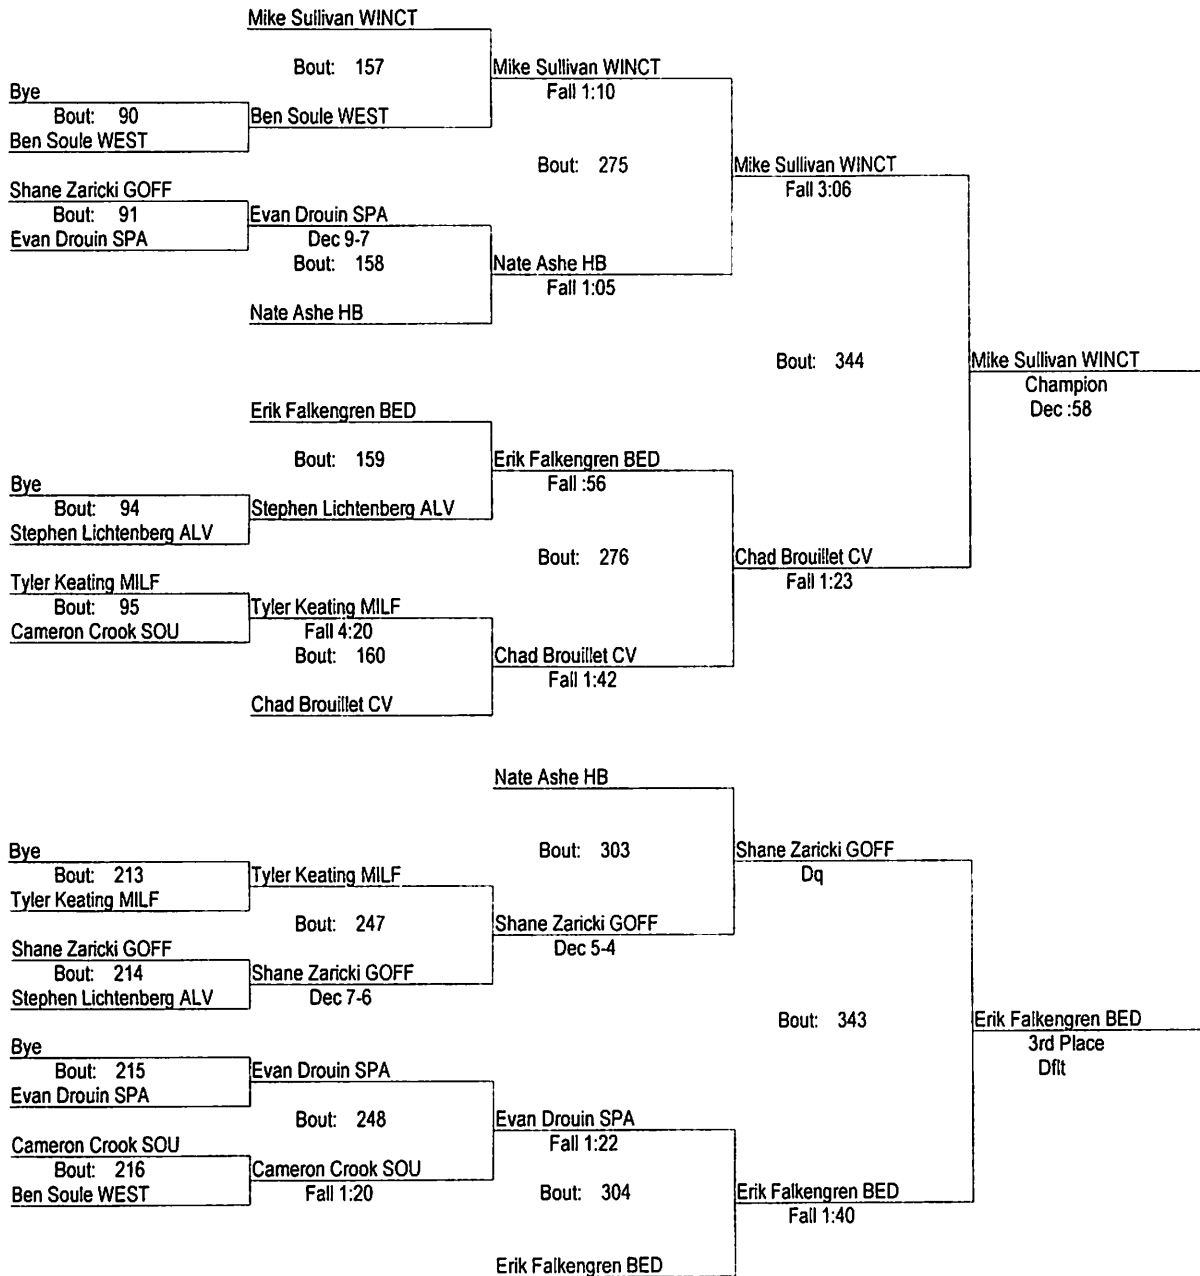 Mike Sullivan WINCT
Bout: 157
Mike Sullivan WINCT
Fall 1:10
Bye
Bout: 90
Ben Soule WEST
Ben Soule WEST
Bout: 275
Mike Sullivan WINCT
Fall 3:06
Shane Zaricki GOFF
Bout: 91
Evan Drouin SPA
Evan Drouin SPA
Dec 9-7
Bout: 158
Nate Ashe HB
Fall 1:05
Nate Ashe HB
Bout: 344
Mike Sullivan WINCT
Champion
Dec :58
Erik Falkengren BED
Bout: 159
Erik Falkengren BED
Fall :56
Bye
Bout: 94
Stephen Lichtenberg ALV
Stephen Lichtenberg ALV
Bout: 276
Chad Brouillet CV
Fall 1:23
Tyler Keating MILF
Bout: 95
Cameron Crook SOU
Tyler Keating MILF
Fall 4:20
Bout: 160
Chad Brouillet CV
Fall 1:42
Chad Brouillet CV
Nate Ashe HB
Bout: 303
Shane Zaricki GOFF
Dq
Bye
Bout: 213
Tyler Keating MILF
Tyler Keating MILF
Bout: 247
Shane Zaricki GOFF
Dec 5-4
Shane Zaricki GOFF
Bout: 214
Stephen Lichtenberg ALV
Shane Zaricki GOFF
Dec 7-6
Bout: 343
Erik Falkengren BED
3rd Place
Dflt
Bye
Bout: 215
Evan Drouin SPA
Evan Drouin SPA
Bout: 248
Evan Drouin SPA
Fall 1:22
Cameron Crook SOU
Bout: 216
Ben Soule WEST
Cameron Crook SOU
Fall 1:20
Bout: 304
Erik Falkengren BED
Fall 1:40
Erik Falkengren BED